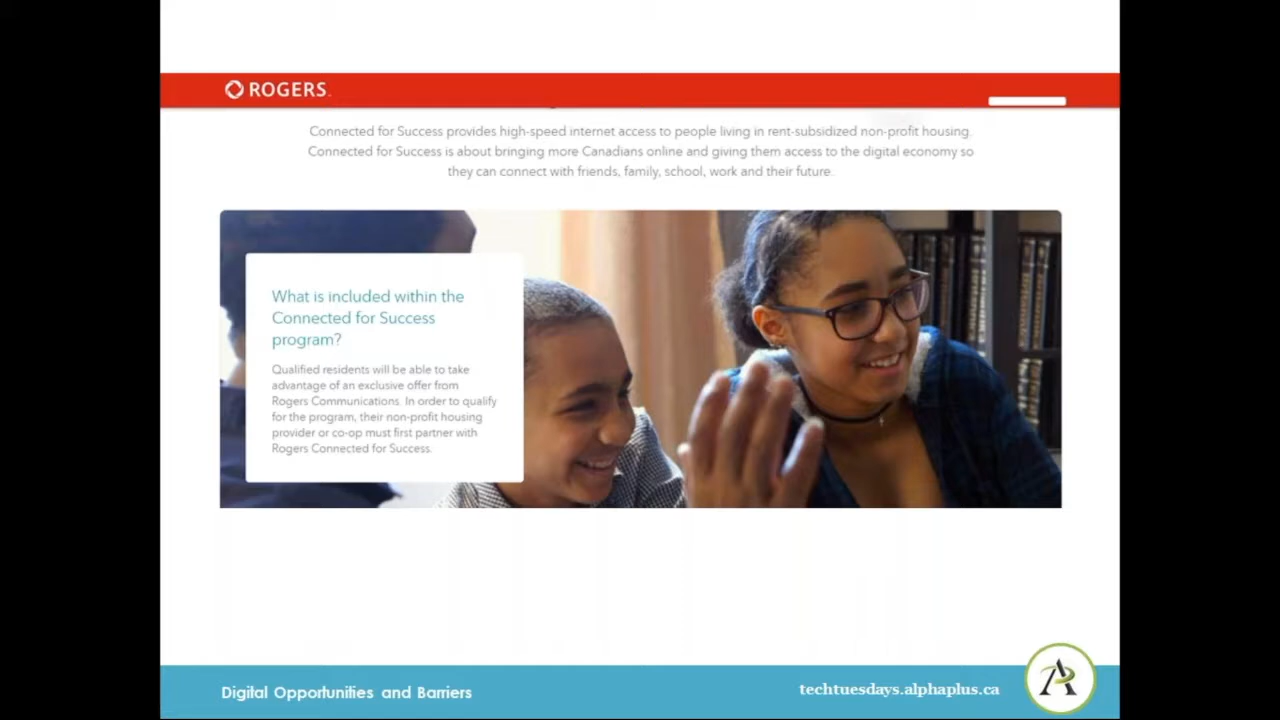 ROGERS
Connected for Success provides high-speed internet access to people living in rent-subsidized non-profit housing.
Connected for Success is about bringing more Canadians online and giving them access to the digital economy so
they can connect with friends, family, school, work and their future.
What is included within the
Connected for Success
program?
Qualified residents will be able to take
advantage of an exclusive offer from
Rogers Communications. In order to qualify
for the program, their non-profit housing
provider or co-op must first partner with
Rogers Connected for Success.
Digital Opportunities and Barriers
techtuesdays.alphaplus.ca